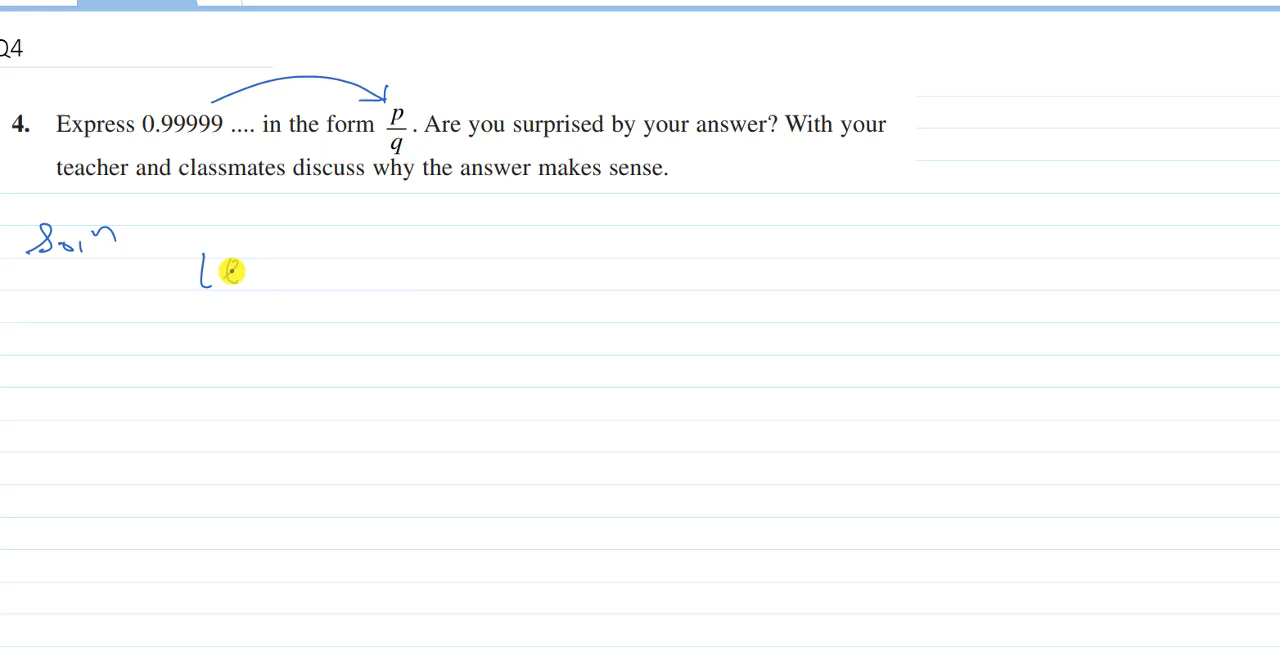 Q4
4. Express 0.99999 .... in the form p/q . Are you surprised by your answer? With your
teacher and classmates discuss why the answer makes sense.
Soln
Le